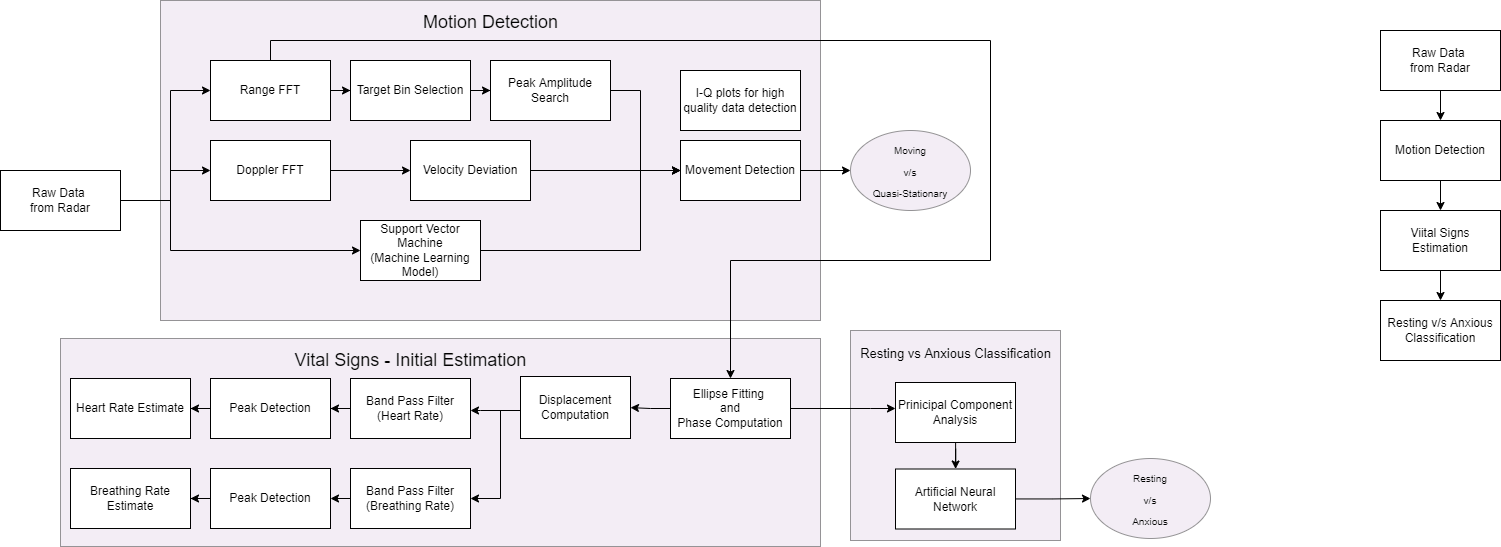 Motion Detection
Range FFT
Target Bin Selection
Peak Amplitude
Search
I-Q plots for high
quality data detection
Doppler FFT
Velocity Deviation
Movement Detection
Moving
v/s
Quasi-Stationary
Raw Data
from Radar
Support Vector
Machine
(Machine Learning
Model)
Vital Signs - Initial Estimation
Heart Rate Estimate
Peak Detection
Band Pass Filter
(Heart Rate)
Displacement
Computation
Ellipse Fitting
and
Phase Computation
Breathing Rate
Estimate
Peak Detection
Band Pass Filter
(Breathing Rate)
Resting vs Anxious Classification
Prinicipal Component
Analysis
Artificial Neural
Network
Resting
v/s
Anxious
Raw Data
from Radar
Motion Detection
Viital Signs
Estimation
Resting v/s Anxious
Classification